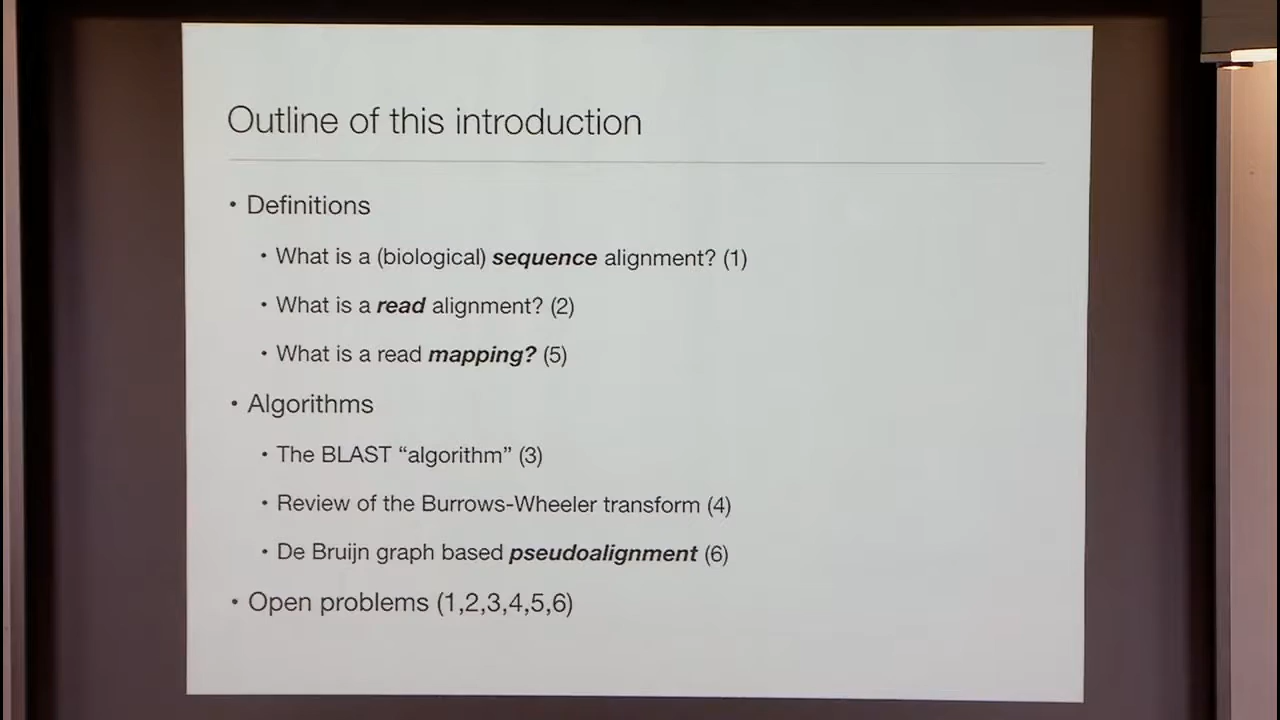 Outline of this introduction
• Definitions
• What is a (biological) sequence alignment? (1)
• What is a read alignment? (2)
• What is a read mapping? (5)
• Algorithms
• The BLAST “algorithm” (3)
• Review of the Burrows-Wheeler transform (4)
• De Bruijn graph based pseudoalignment (6)
• Open problems (1,2,3,4,5,6)